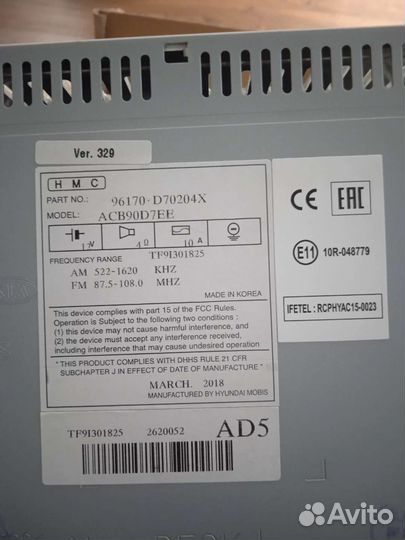 Ver. 329
H M C
PART NO.: 96170-D70204X
MODEL: ACB90D7EE
12V 4Ω 10 A
TF9I301825
FREQUENCY RANGE
AM 522-1620 KHZ
FM 87.5-108.0 MHZ
MADE IN KOREA
This device complies with part 15 of the FCC Rules.
Operation is Subject to the following two conditions:
(1) this device may not cause harmful interference, and
(2) the device must accept any interference received,
including interference that may cause undesired
operation.
* THIS PRODUCT COMPLIES WITH DHHS RULE 21 CFR
SUBCHAPTER J IN EFFECT OF DATE OF MANUFACTURE *
MARCH. 2018
MANUFACTURED BY HYUNDAI MOBIS
TF9I301825 2620052 AD5
CE EAC
E11 10R-048779
IFETEL : RCPHYAC15-0023
Avito